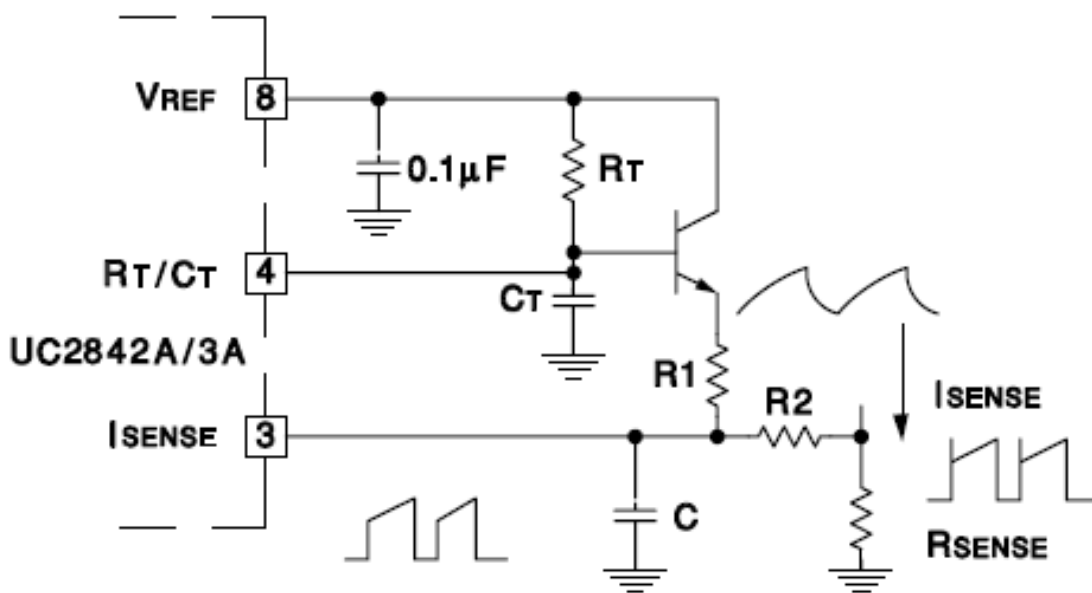 VREF 8
0.1μF
RT
RT/CT 4
CT
UC2842A/3A
R1
R2
ISENSE
ISENSE 3
C
RSENSE